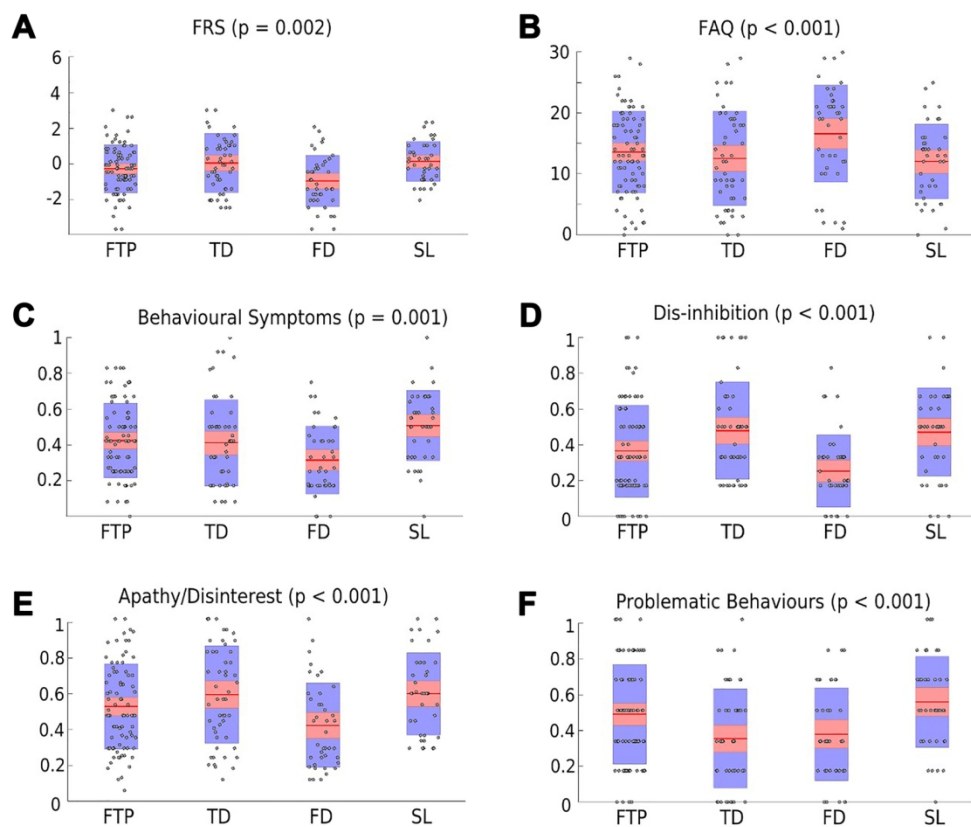 A FRS (p = 0.002)
6
4
2
0
-2
FTP TD FD SL
B FAQ (p < 0.001)
30
20
10
0
FTP TD FD SL
C Behavioural Symptoms (p = 0.001)
1
0.8
0.6
0.4
0.2
FTP TD FD SL
D Dis-inhibition (p < 0.001)
1
0.8
0.6
0.4
0.2
0
FTP TD FD SL
E Apathy/Disinterest (p < 0.001)
1
0.8
0.6
0.4
0.2
0
FTP TD FD SL
F Problematic Behaviours (p < 0.001)
1
0.8
0.6
0.4
0.2
0
FTP TD FD SL